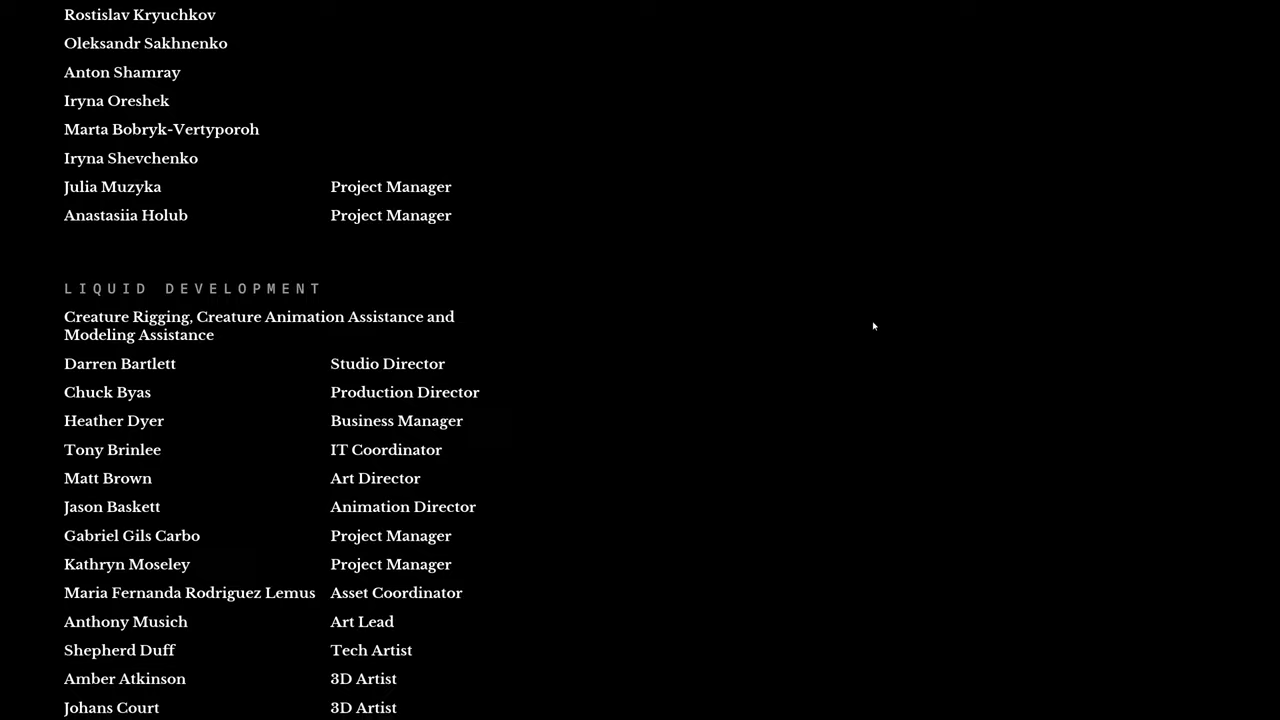 Rostislav Kryuchkov
Oleksandr Sakhnenko
Anton Shamray
Iryna Oreshek
Marta Bobryk-Vertyporoh
Iryna Shevchenko
Julia Muzyka Project Manager
Anastasiia Holub Project Manager
LIQUID DEVELOPMENT
Creature Rigging, Creature Animation Assistance and
Modeling Assistance
Darren Bartlett Studio Director
Chuck Byas Production Director
Heather Dyer Business Manager
Tony Brinlee IT Coordinator
Matt Brown Art Director
Jason Baskett Animation Director
Gabriel Gils Carbo Project Manager
Kathryn Moseley Project Manager
Maria Fernanda Rodriguez Lemus Asset Coordinator
Anthony Musich Art Lead
Shepherd Duff Tech Artist
Amber Atkinson 3D Artist
Johans Court 3D Artist